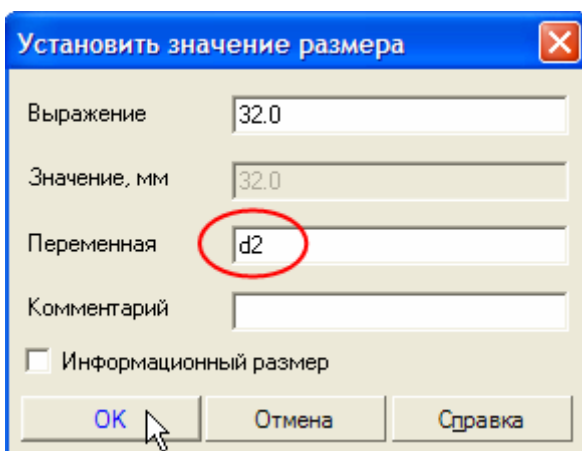 Установить значение размера
Выражение 32.0
Значение, мм 32.0
Переменная d2
Комментарий
Информационный размер
OK Отмена Справка